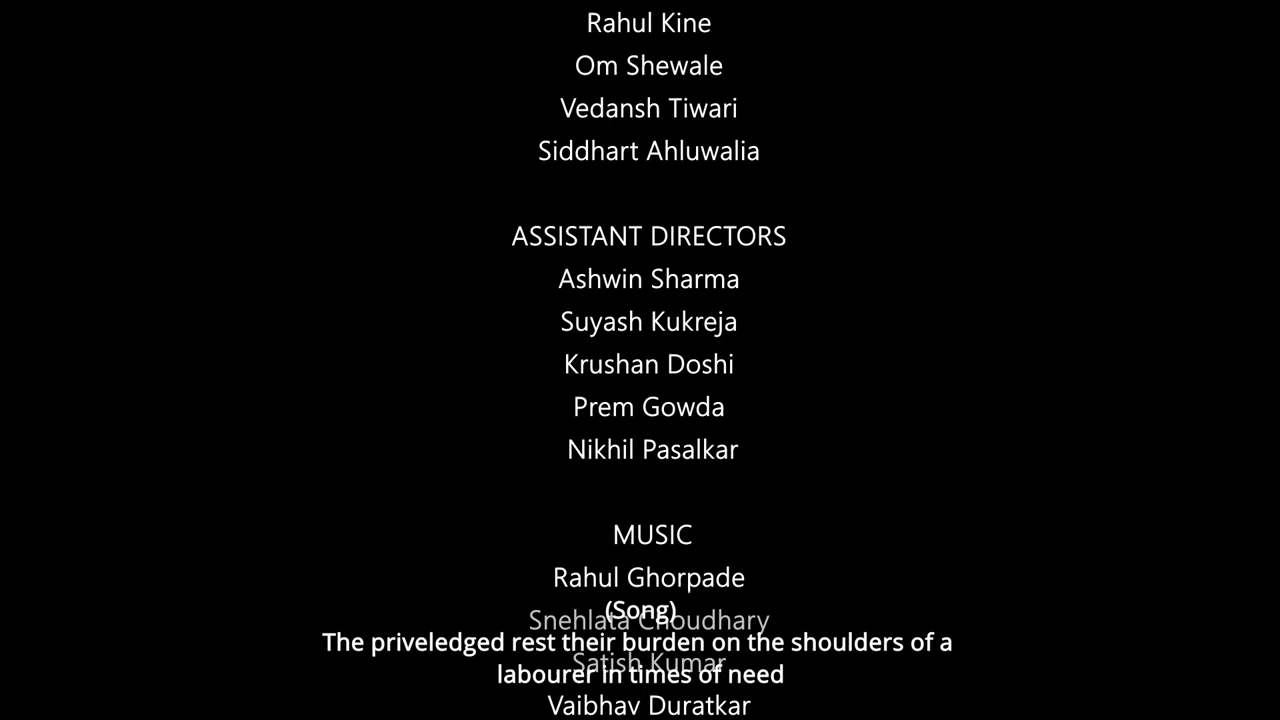 Rahul Kine
Om Shewale
Vedansh Tiwari
Siddhart Ahluwalia
ASSISTANT DIRECTORS
Ashwin Sharma
Suyash Kukreja
Krushan Doshi
Prem Gowda
Nikhil Pasalkar
MUSIC
Rahul Ghorpade
(Song)
Snehlata Choudhary
The priveledged rest their burden on the shoulders of a
Satish Kumar
labourer in times of need
Vaibhav Duratkar